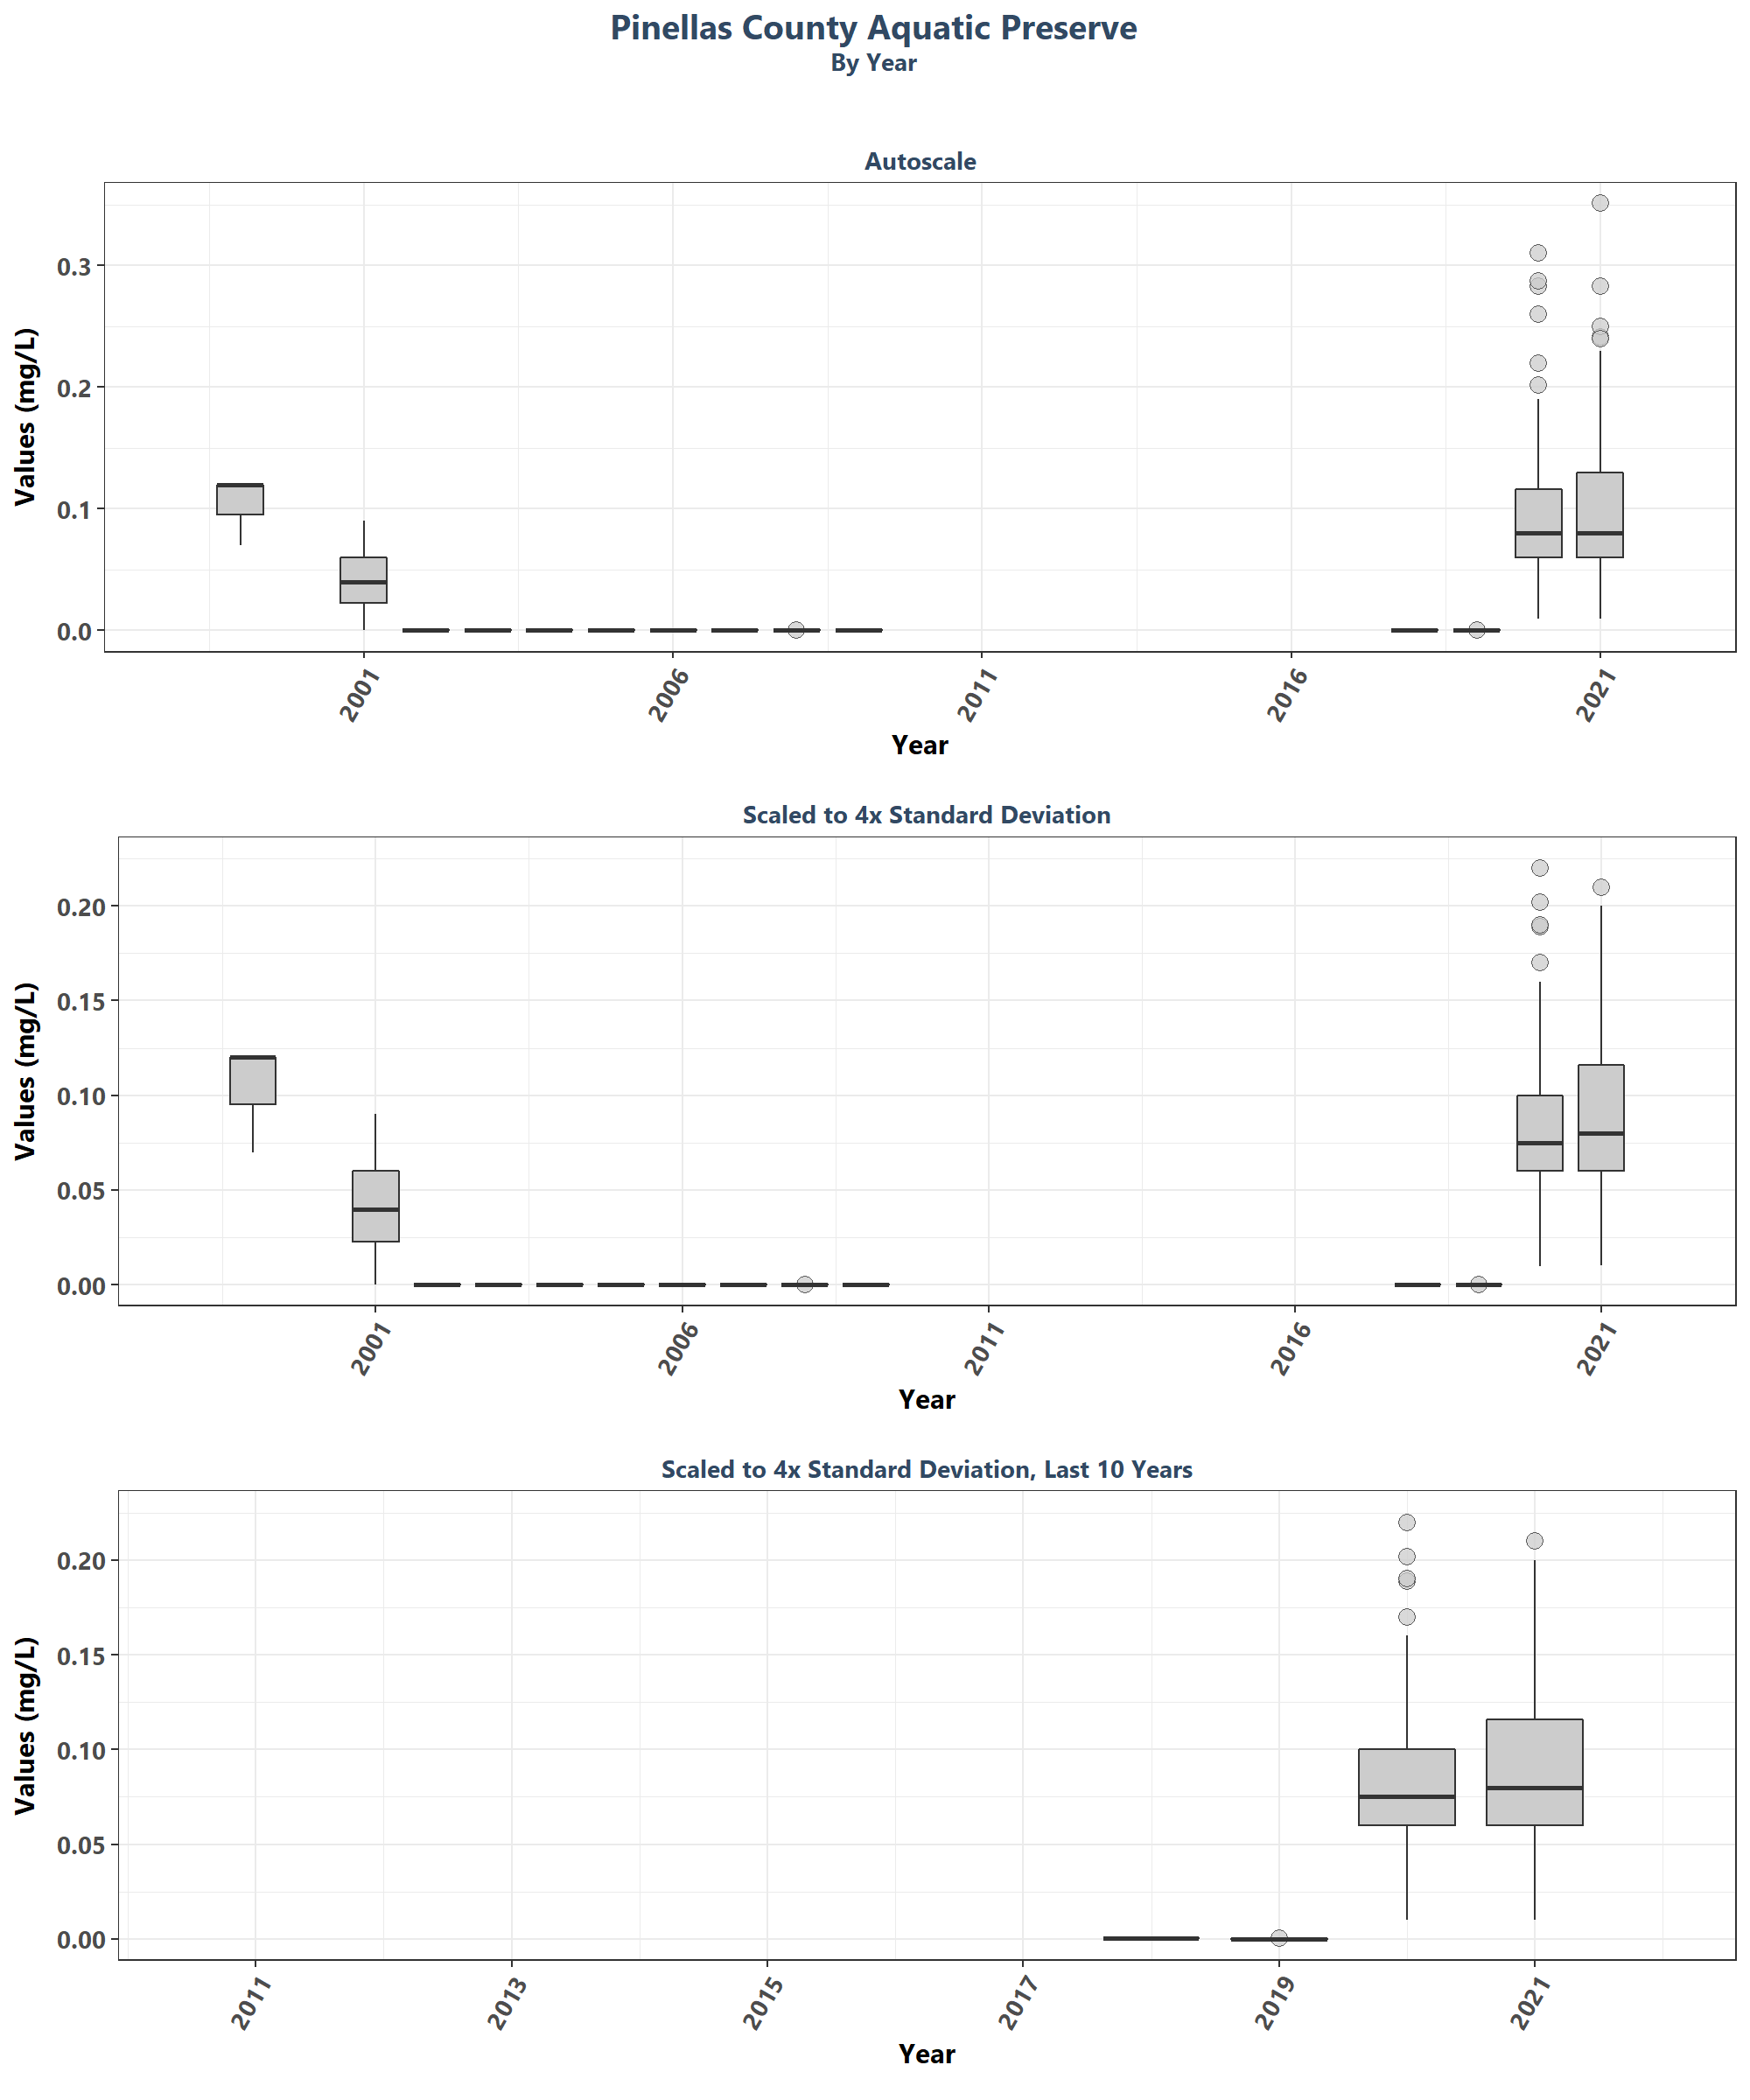 Pinellas County Aquatic Preserve
By Year
Autoscale
Values (mg/L)
0.3
0.2
0.1
0.0
2001
2006
2011
2016
2021
Year
Scaled to 4x Standard Deviation
Values (mg/L)
0.20
0.15
0.10
0.05
0.00
2001
2006
2011
2016
2021
Year
Scaled to 4x Standard Deviation, Last 10 Years
Values (mg/L)
0.20
0.15
0.10
0.05
0.00
2011
2013
2015
2017
2019
2021
Year